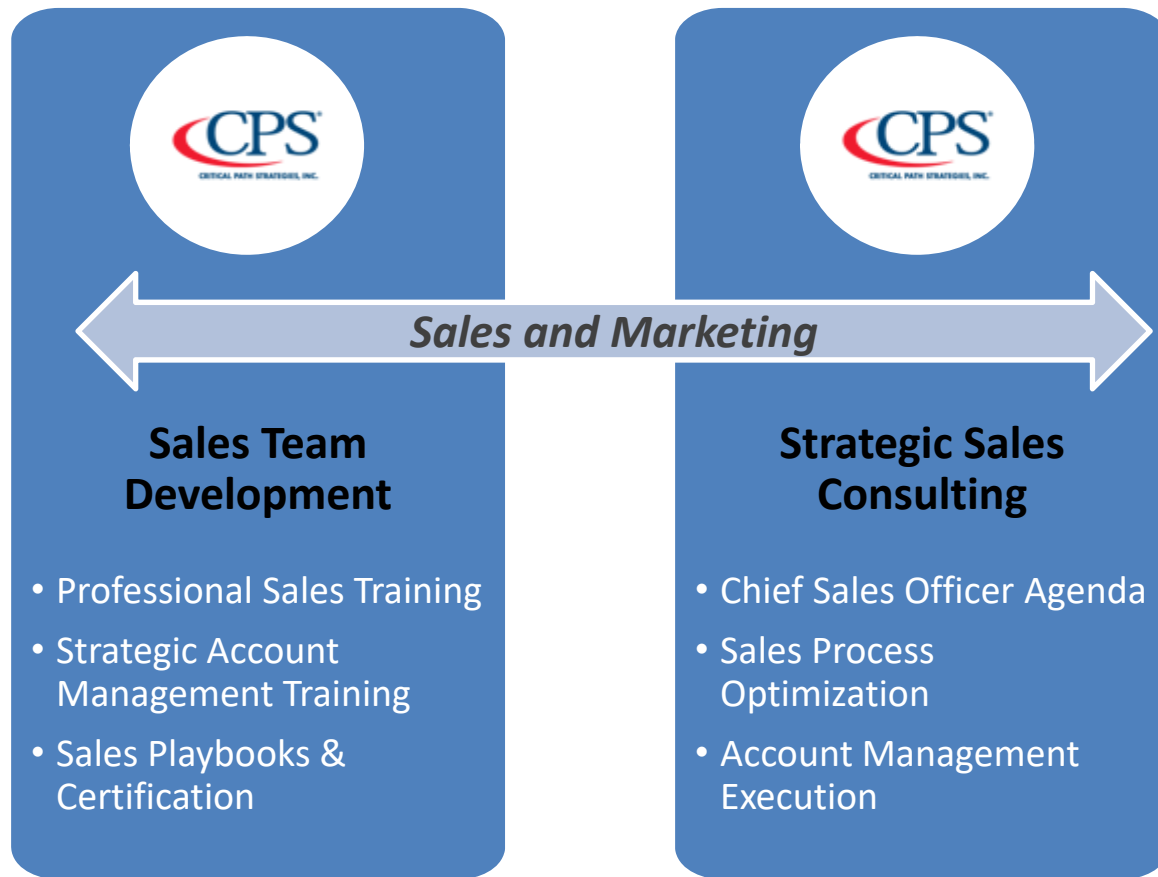 CPS
CRITICAL PATH STRATEGIES, INC.
CPS
CRITICAL PATH STRATEGIES, INC.
Sales and Marketing
Sales Team
Development
• Professional Sales Training
• Strategic Account
Management Training
• Sales Playbooks &
Certification
Strategic Sales
Consulting
• Chief Sales Officer Agenda
• Sales Process
Optimization
• Account Management
Execution